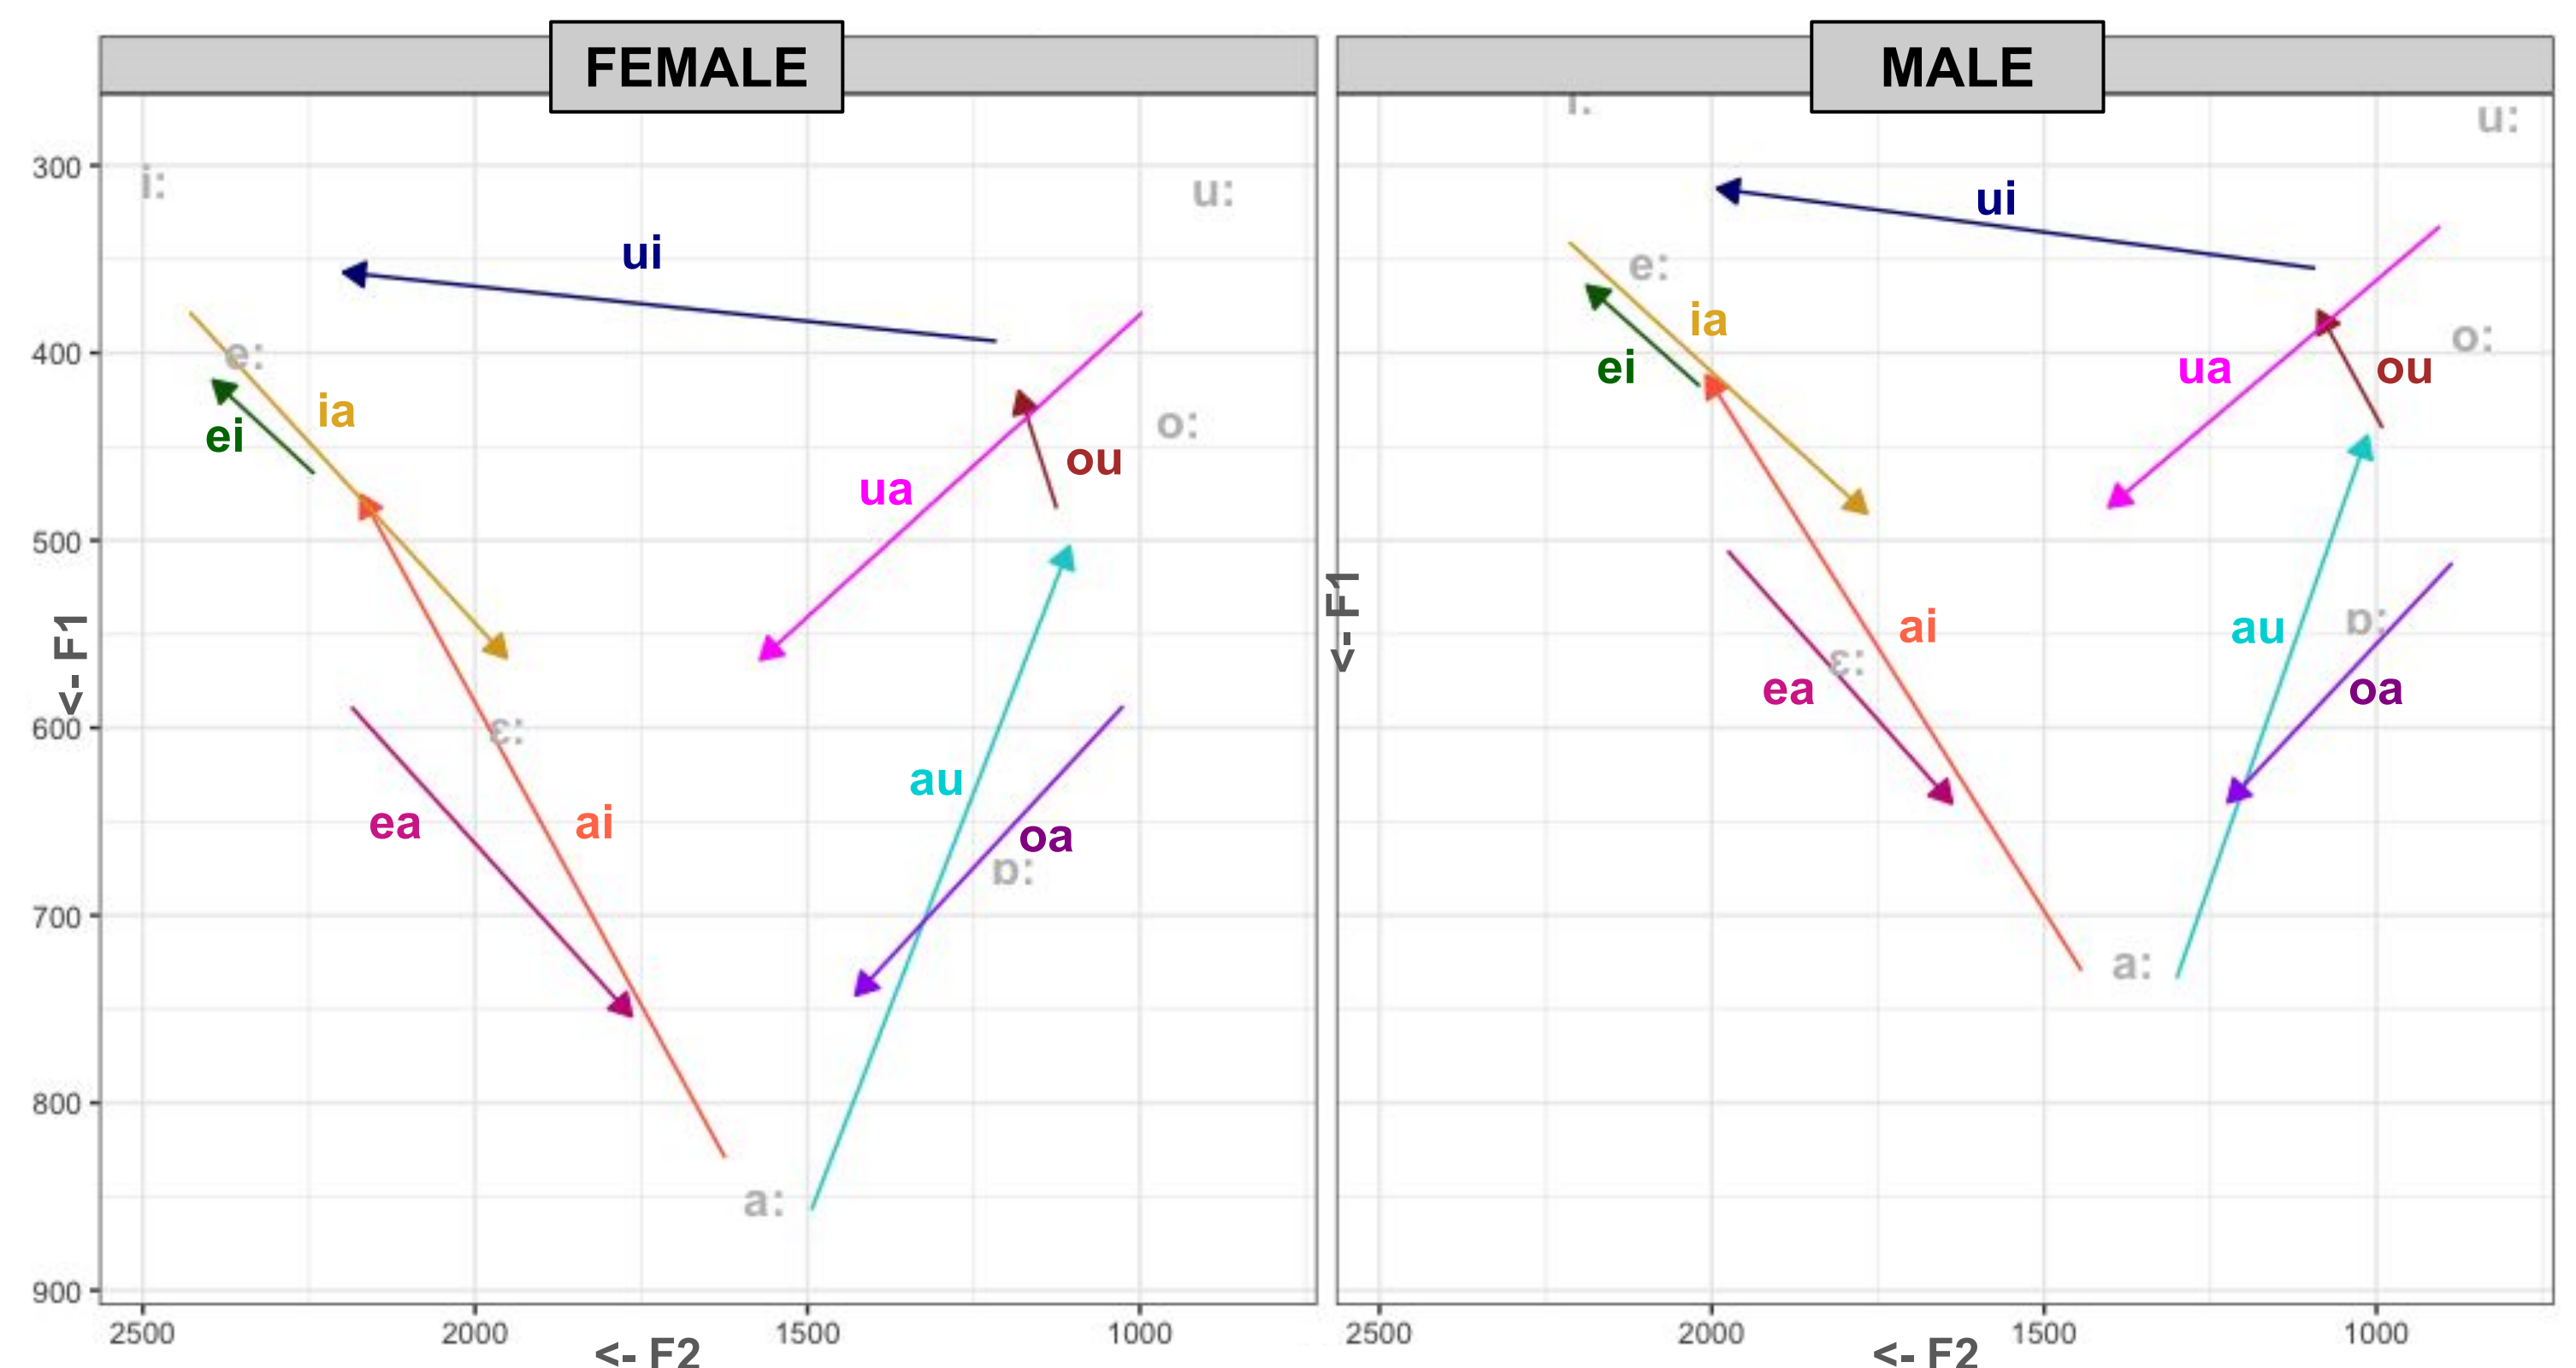 FEMALE
MALE
i:
u:
ui
e:
ia
ei
o:
ou
ua
ɛ:
au
ea
ai
oa
ɒ:
a:
300
400
500
600
700
800
900
<- F1
2500
2000
1500
1000
<- F2
i:
u:
ui
e:
ia
ei
o:
ou
ua
ai
au
ɒ:
ɛ:
ea
oa
a:
<- F1
2500
2000
1500
1000
<- F2